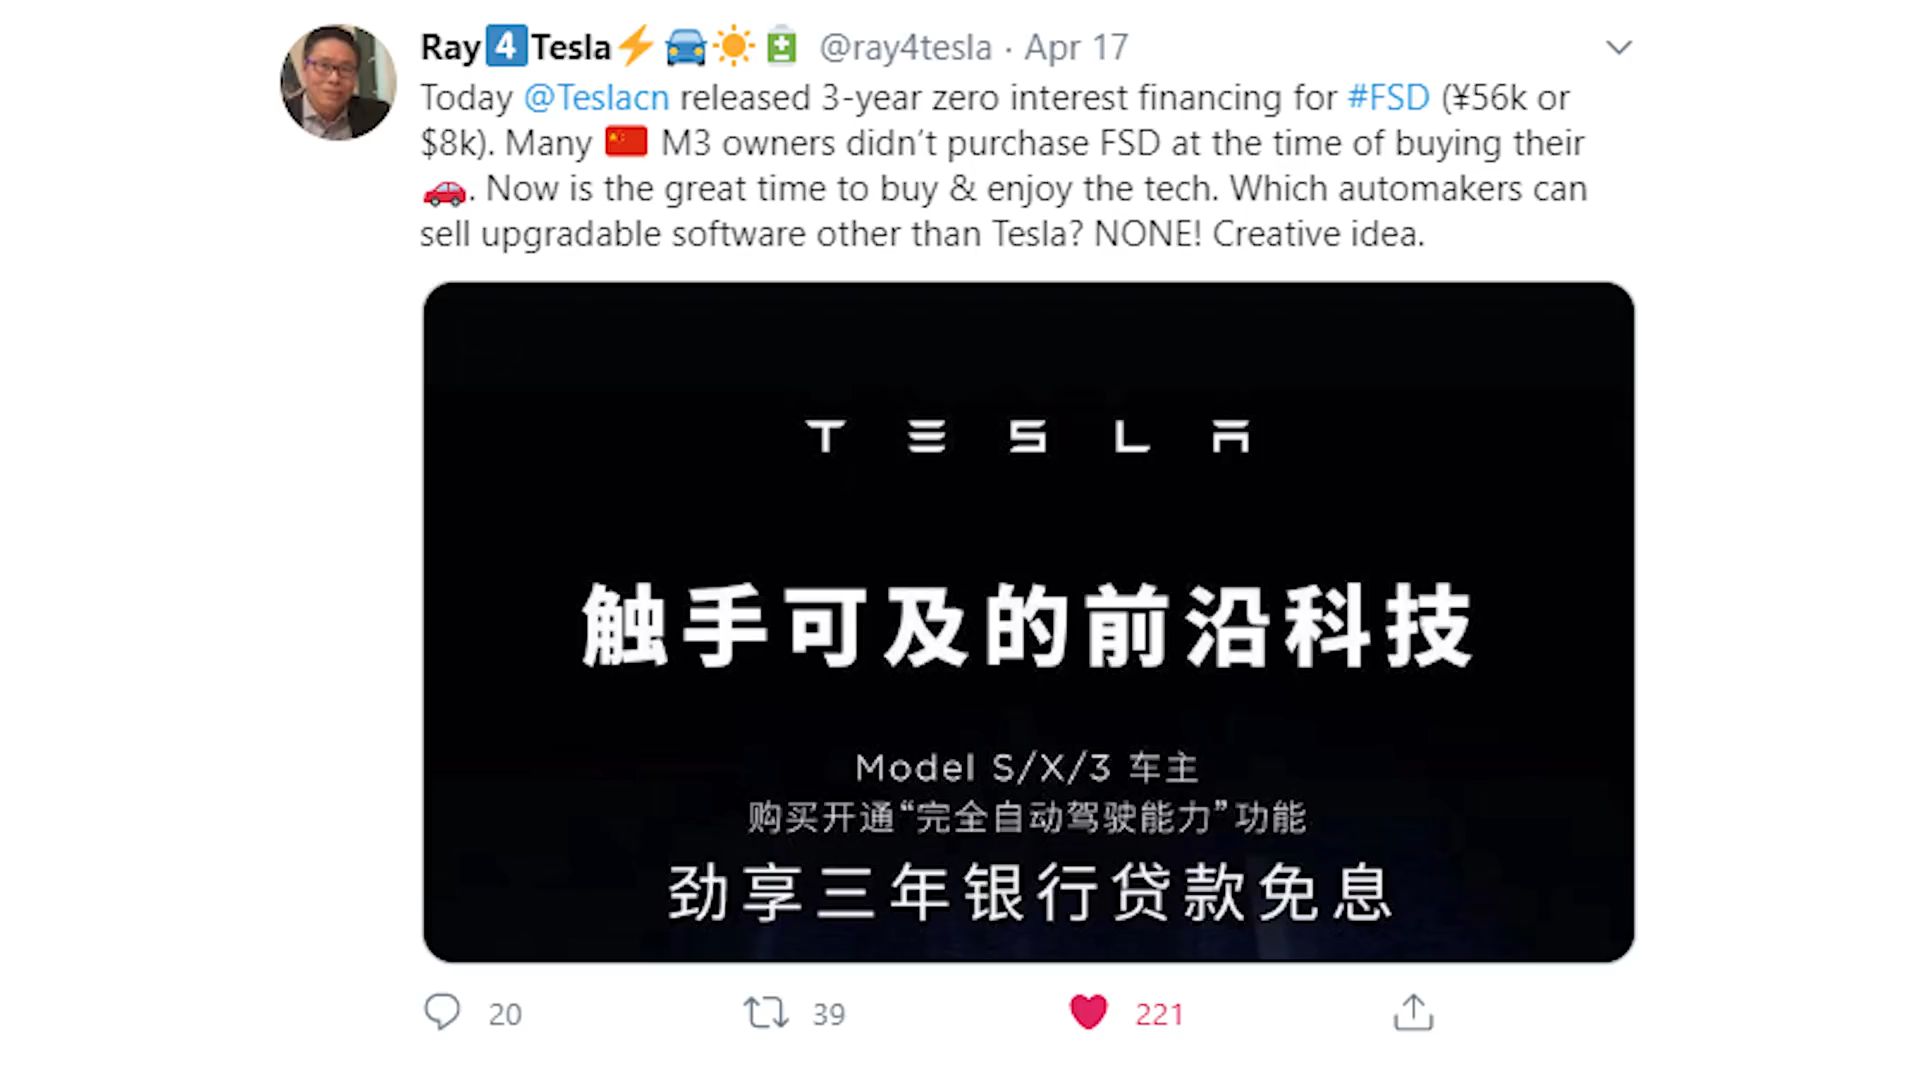 Ray4️⃣Tesla⚡🚘☀️🔋 @ray4tesla · Apr 17
Today @Teslacn released 3-year zero interest financing for #FSD (¥56k or
$8k). Many 🇨🇳 M3 owners didn't purchase FSD at the time of buying their
🚗. Now is the great time to buy & enjoy the tech. Which automakers can
sell upgradable software other than Tesla? NONE! Creative idea.
TESLA
触手可及的前沿科技
Model S/X/3 车主
购买开通“完全自动驾驶能力”功能
劲享三年银行贷款免息
20 39 221